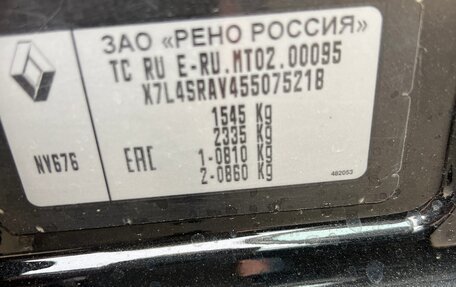 ЗАО «РЕНО РОССИЯ»
TC RU E-RU.MT02.00095
X7L4SRAV455075218
1545 Kg
2335 Kg
1-0810 Kg
2-0860 Kg
NV676
EAC
482053